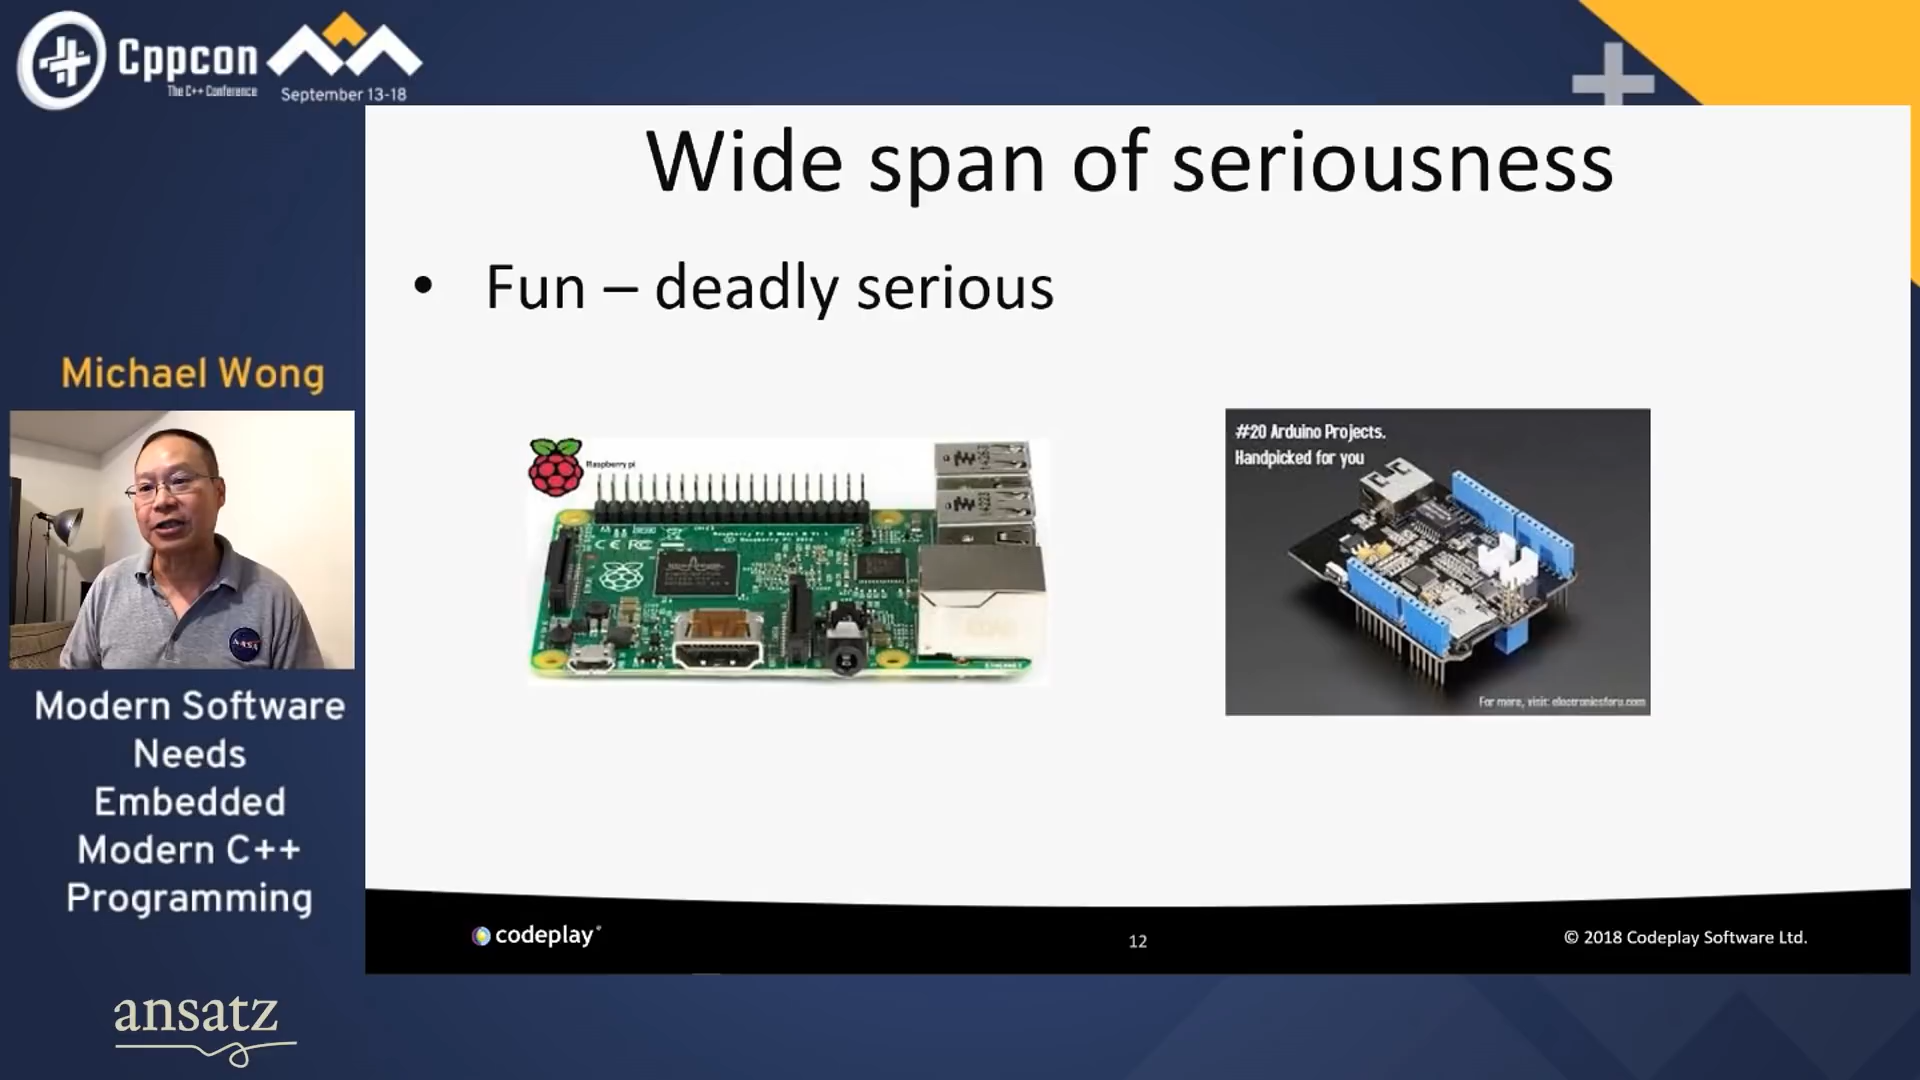 Cppcon
The C++ Conference
September 13-18
Wide span of seriousness
• Fun – deadly serious
Michael Wong
NASA
Modern Software
Needs
Embedded
Modern C++
Programming
Raspberry pi
#20 Arduino Projects.
Handpicked for you
For more, visit: electronicsforu.com
codeplay
12
© 2018 Codeplay Software Ltd.
ansatz